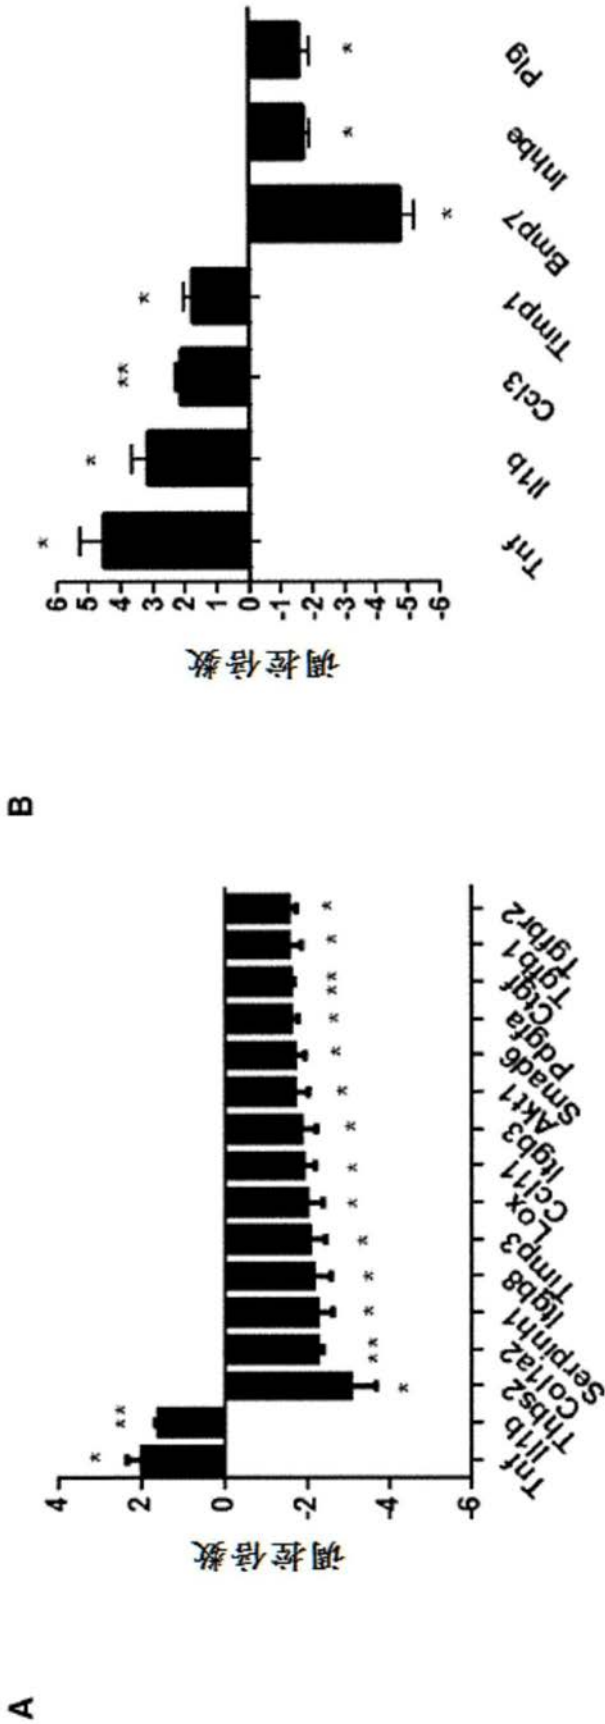 A
调控倍数
4
2
0
-2
-4
-6
* ** * ** * * * * * * * * * ** * *
Tnf
Il1b
Thbs2
Col1a2
Serpinh1
Itgb8
Timp3
Lox
Ccl11
Itgb3
Akt1
Smad6
Pdgfa
Ctgf
Tgfb1
Tgfbr2
B
调控倍数
6
5
4
3
2
1
0
-1
-2
-3
-4
-5
-6
* * ** * * * *
Tnf
Il1b
Ccl3
Timp1
Bmp7
Inhbe
Plg